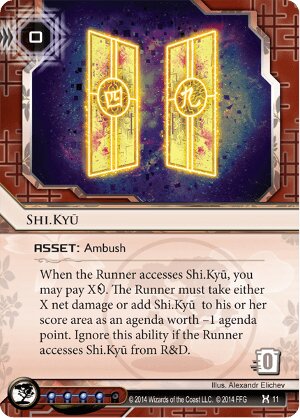 0
四 九
SHI.KYŪ
ASSET: Ambush
When the Runner accesses Shi.Kyū, you
may pay X. The Runner must take either
X net damage or add Shi.Kyū to his or her
score area as an agenda worth −1 agenda
point. Ignore this ability if the Runner
accesses Shi.Kyū from R&D.
0
Illus. Alexandr Elichev
©2014 Wizards of the Coast LLC. © 2014 FFG 11